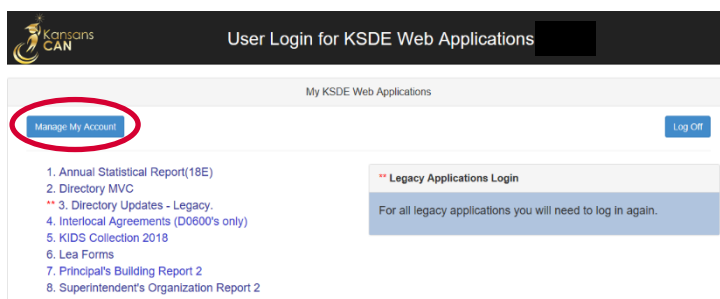 Kansans
CAN
User Login for KSDE Web Applications
My KSDE Web Applications
Manage My Account
Log Off
1. Annual Statistical Report(18E)
2. Directory MVC
** 3. Directory Updates - Legacy.
4. Interlocal Agreements (D0600's only)
5. KIDS Collection 2018
6. Lea Forms
7. Principal's Building Report 2
8. Superintendent's Organization Report 2
** Legacy Applications Login
For all legacy applications you will need to log in again.